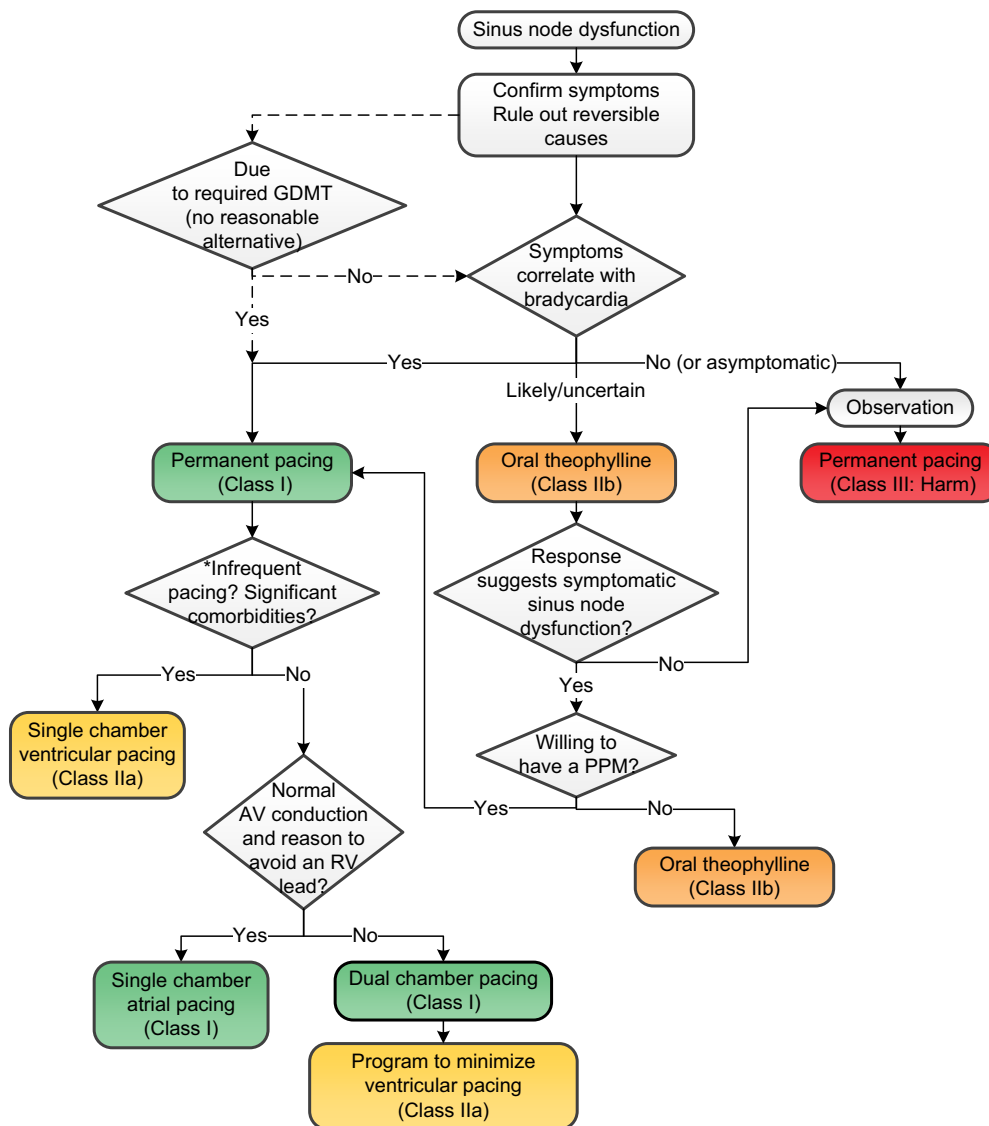 Sinus node dysfunction
Confirm symptoms
Rule out reversible
causes
Due
to required GDMT
(no reasonable
alternative)
No
Yes
Symptoms
correlate with
bradycardia
Yes
Likely/uncertain
No (or asymptomatic)
Observation
Permanent pacing
(Class III: Harm)
Permanent pacing
(Class I)
Oral theophylline
(Class IIb)
*Infrequent
pacing? Significant
comorbidities?
Response
suggests symptomatic
sinus node
dysfunction?
Yes
No
No
Yes
Single chamber
ventricular pacing
(Class IIa)
Willing to
have a PPM?
Yes
No
Normal
AV conduction
and reason to
avoid an RV
lead?
Oral theophylline
(Class IIb)
Yes
No
Single chamber
atrial pacing
(Class I)
Dual chamber pacing
(Class I)
Program to minimize
ventricular pacing
(Class IIa)